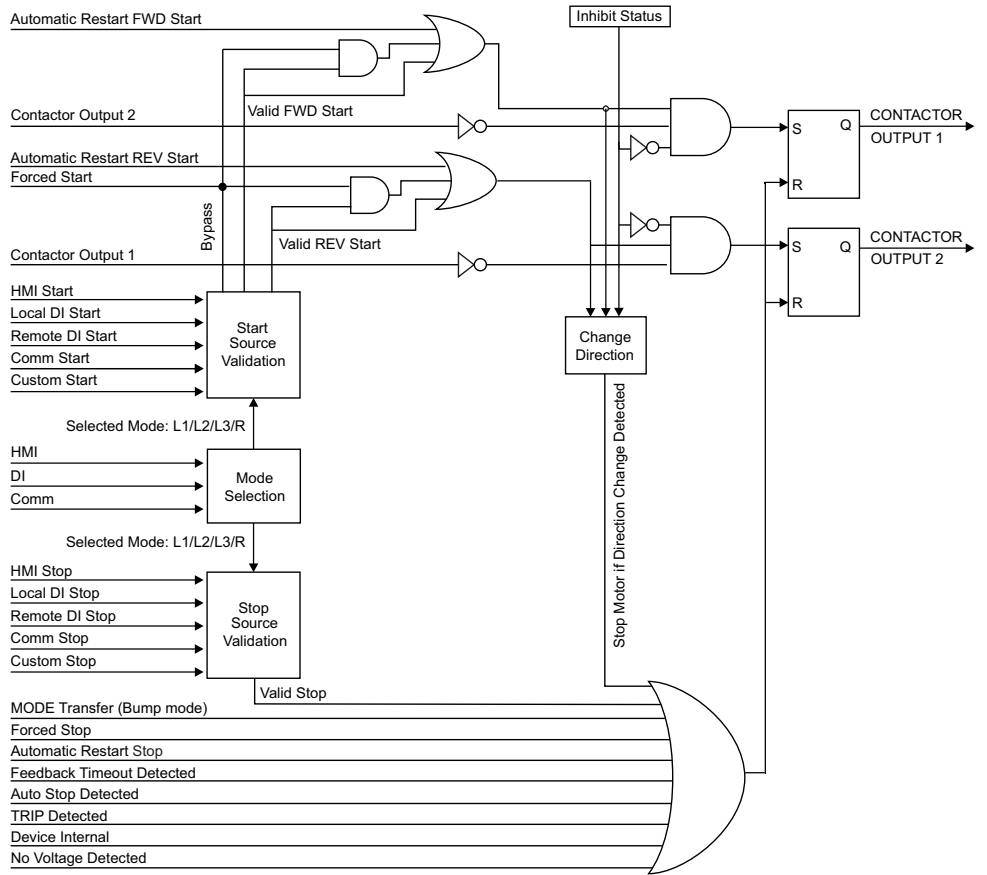 Automatic Restart FWD Start
Inhibit Status
Valid FWD Start
Contactor Output 2
CONTACTOR
OUTPUT 1
S
Q
R
Automatic Restart REV Start
Forced Start
Bypass
Valid REV Start
Contactor Output 1
CONTACTOR
OUTPUT 2
S
Q
R
HMI Start
Local DI Start
Remote DI Start
Comm Start
Custom Start
Start
Source
Validation
Change
Direction
Selected Mode: L1/L2/L3/R
HMI
DI
Comm
Mode
Selection
Stop Motor if Direction Change Detected
Selected Mode: L1/L2/L3/R
HMI Stop
Local DI Stop
Remote DI Stop
Comm Stop
Custom Stop
Stop
Source
Validation
Valid Stop
MODE Transfer (Bump mode)
Forced Stop
Automatic Restart Stop
Feedback Timeout Detected
Auto Stop Detected
TRIP Detected
Device Internal
No Voltage Detected